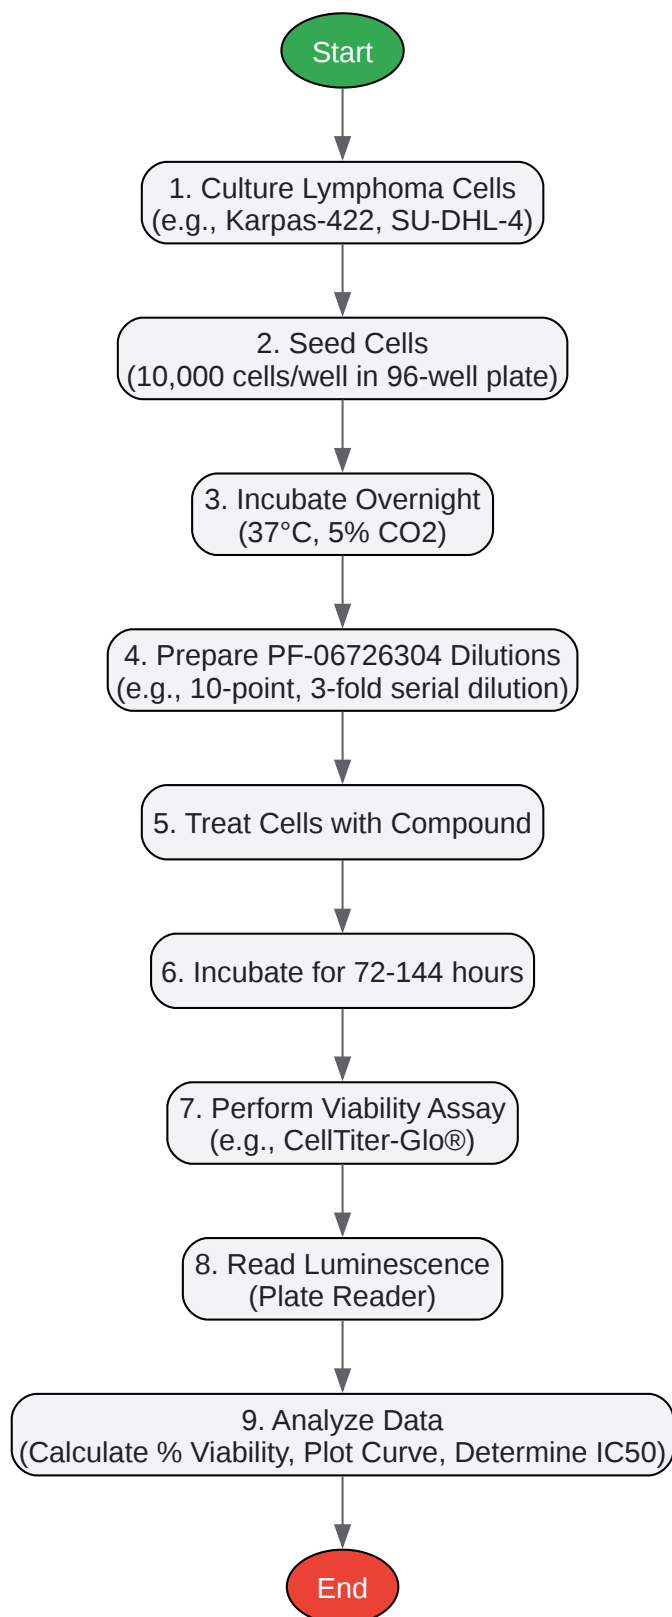 Start
1. Culture Lymphoma Cells
(e.g., Karpas-422, SU-DHL-4)
2. Seed Cells
(10,000 cells/well in 96-well plate)
3. Incubate Overnight
(37°C, 5% CO2)
4. Prepare PF-06726304 Dilutions
(e.g., 10-point, 3-fold serial dilution)
5. Treat Cells with Compound
6. Incubate for 72-144 hours
7. Perform Viability Assay
(e.g., CellTiter-Glo®)
8. Read Luminescence
(Plate Reader)
9. Analyze Data
(Calculate % Viability, Plot Curve, Determine IC50)
End